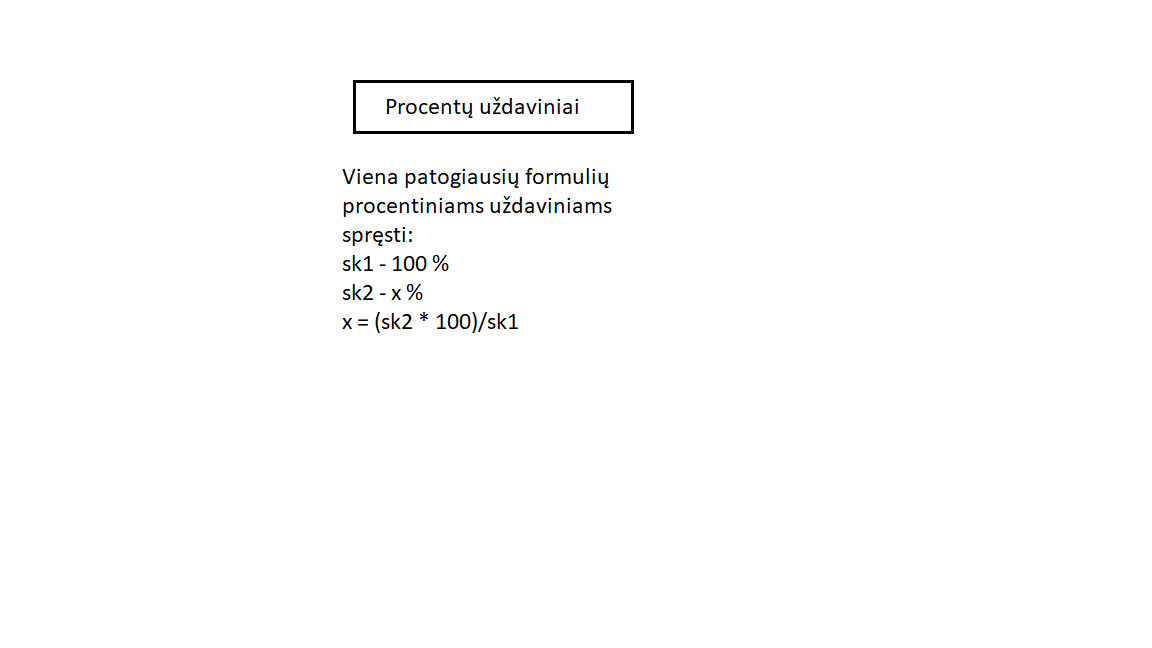 Procentų uždaviniai
Viena patogiausių formulių
procentiniams uždaviniams
spręsti:
sk1 - 100 %
sk2 - x %
x = (sk2 * 100)/sk1